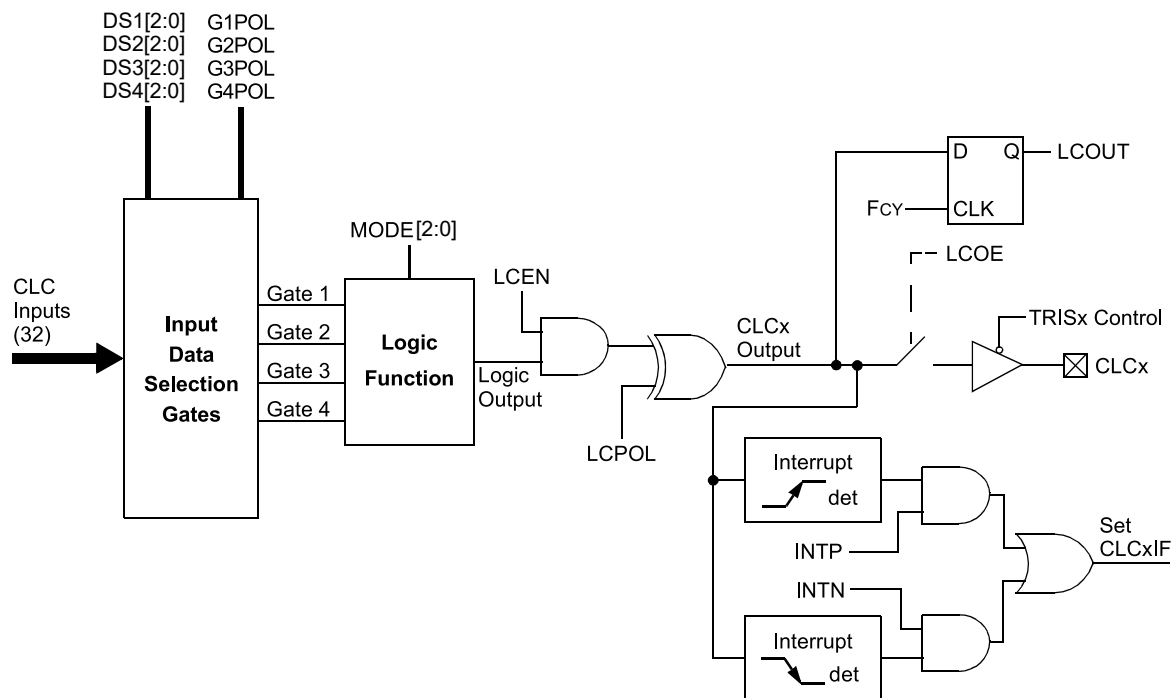 DS1[2:0] G1POL
DS2[2:0] G2POL
DS3[2:0] G3POL
DS4[2:0] G4POL
D Q LCOUT
FCY CLK
MODE[2:0]
LCOE
CLC
Inputs
(32)
LCEN
TRISx Control
Input
Data
Selection
Gates
Gate 1
Gate 2
Gate 3
Gate 4
Logic
Function
Logic
Output
CLCx
Output
CLCx
LCPOL
Interrupt
det
INTP
Set
CLCxIF
INTN
Interrupt
det